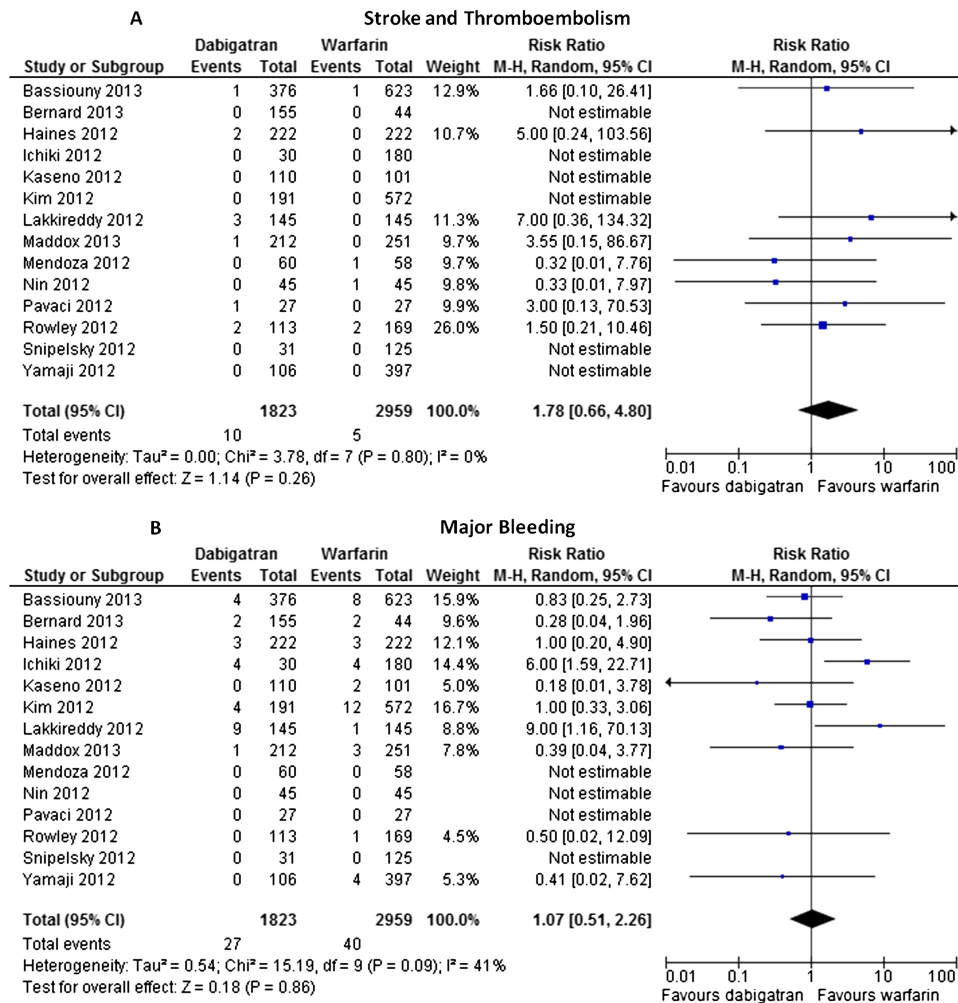 A Stroke and Thromboembolism
Dabigatran Warfarin Risk Ratio Risk Ratio
Study or Subgroup Events Total Events Total Weight M-H, Random, 95% CI M-H, Random, 95% CI
Bassiouny 2013 1 376 1 623 12.9% 1.66 [0.10, 26.41]
Bernard 2013 0 155 0 44 Not estimable
Haines 2012 2 222 0 222 10.7% 5.00 [0.24, 103.56]
Ichiki 2012 0 30 0 180 Not estimable
Kaseno 2012 0 110 0 101 Not estimable
Kim 2012 0 191 0 572 Not estimable
Lakkireddy 2012 3 145 0 145 11.3% 7.00 [0.36, 134.32]
Maddox 2013 1 212 0 251 9.7% 3.55 [0.15, 86.67]
Mendoza 2012 0 60 1 58 9.7% 0.32 [0.01, 7.76]
Nin 2012 0 45 1 45 9.8% 0.33 [0.01, 7.97]
Pavaci 2012 1 27 0 27 9.9% 3.00 [0.13, 70.53]
Rowley 2012 2 113 2 169 26.0% 1.50 [0.21, 10.46]
Snipelsky 2012 0 31 0 125 Not estimable
Yamaji 2012 0 106 0 397 Not estimable
Total (95% CI) 1823 2959 100.0% 1.78 [0.66, 4.80]
Total events 10 5
Heterogeneity: Tau² = 0.00; Chi² = 3.78, df = 7 (P = 0.80); I² = 0%
Test for overall effect: Z = 1.14 (P = 0.26)
0.01 0.1 1 10 100
Favours dabigatran Favours warfarin
B Major Bleeding
Dabigatran Warfarin Risk Ratio Risk Ratio
Study or Subgroup Events Total Events Total Weight M-H, Random, 95% CI M-H, Random, 95% CI
Bassiouny 2013 4 376 8 623 15.9% 0.83 [0.25, 2.73]
Bernard 2013 2 155 2 44 9.6% 0.28 [0.04, 1.96]
Haines 2012 3 222 3 222 12.1% 1.00 [0.20, 4.90]
Ichiki 2012 4 30 4 180 14.4% 6.00 [1.59, 22.71]
Kaseno 2012 0 110 2 101 5.0% 0.18 [0.01, 3.78]
Kim 2012 4 191 12 572 16.7% 1.00 [0.33, 3.06]
Lakkireddy 2012 9 145 1 145 8.8% 9.00 [1.16, 70.13]
Maddox 2013 1 212 3 251 7.8% 0.39 [0.04, 3.77]
Mendoza 2012 0 60 0 58 Not estimable
Nin 2012 0 45 0 45 Not estimable
Pavaci 2012 0 27 0 27 Not estimable
Rowley 2012 0 113 1 169 4.5% 0.50 [0.02, 12.09]
Snipelsky 2012 0 31 0 125 Not estimable
Yamaji 2012 0 106 4 397 5.3% 0.41 [0.02, 7.62]
Total (95% CI) 1823 2959 100.0% 1.07 [0.51, 2.26]
Total events 27 40
Heterogeneity: Tau² = 0.54; Chi² = 15.19, df = 9 (P = 0.09); I² = 41%
Test for overall effect: Z = 0.18 (P = 0.86)
0.01 0.1 1 10 100
Favours dabigatran Favours warfarin